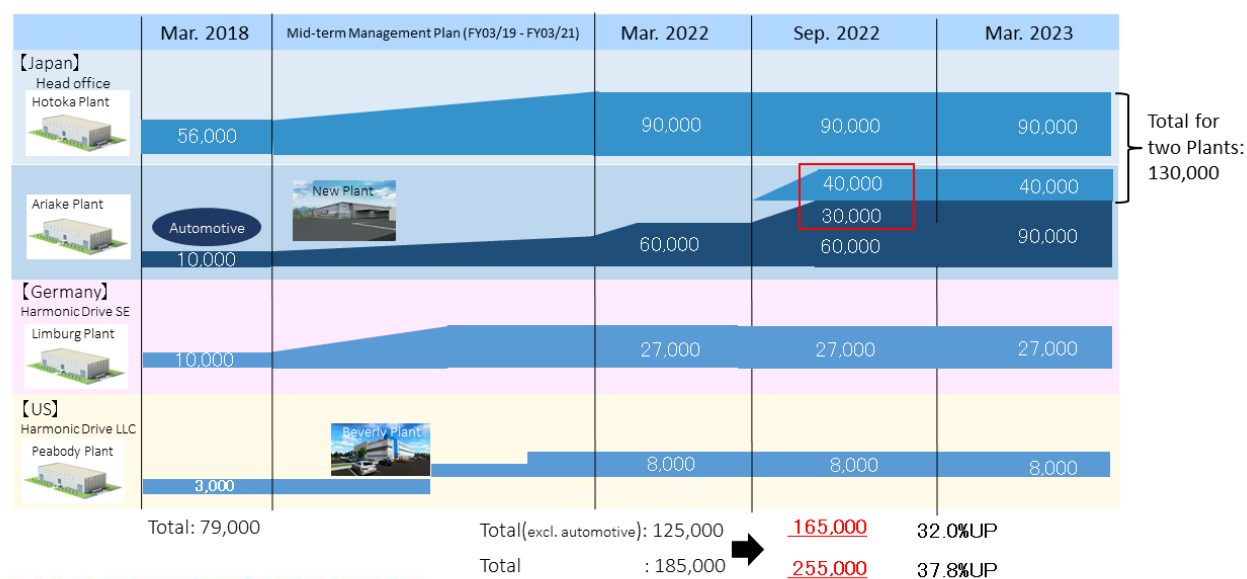 Mar. 2018 Mid-term Management Plan (FY03/19 - FY03/21) Mar. 2022 Sep. 2022 Mar. 2023
【Japan】
Head office
Hotoka Plant
56,000 90,000 90,000 90,000
Total for
two Plants:
130,000
New Plant
40,000 40,000
Ariake Plant
Automotive
30,000
10,000 60,000 60,000 90,000
【Germany】
Harmonic Drive SE
Limburg Plant
10,000 27,000 27,000 27,000
【US】
Harmonic Drive LLC
Beverly Plant
Peabody Plant
3,000 8,000 8,000 8,000
Total: 79,000 Total(excl. automotive): 125,000 165,000 32.0%UP
Total : 185,000 255,000 37.8%UP